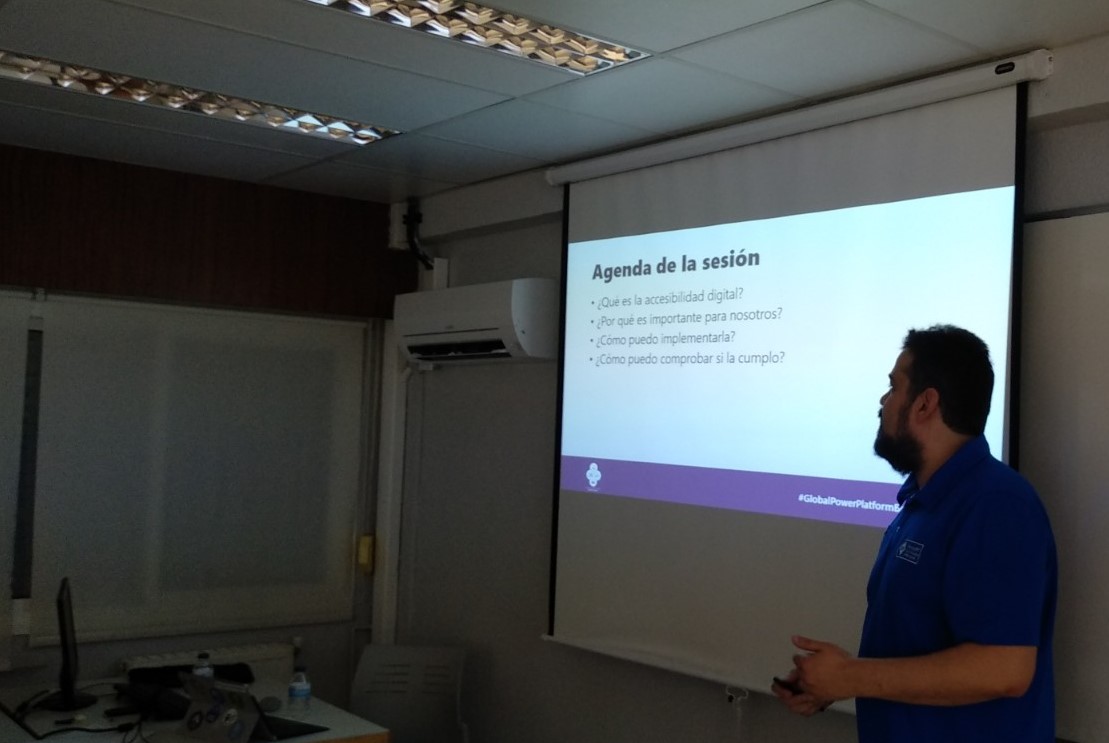 Agenda de la sesión
• ¿Qué es la accesibilidad digital?
• ¿Por qué es importante para nosotros?
• ¿Cómo puedo implementarla?
• ¿Cómo puedo comprobar si la cumplo?
#GlobalPowerPlatform